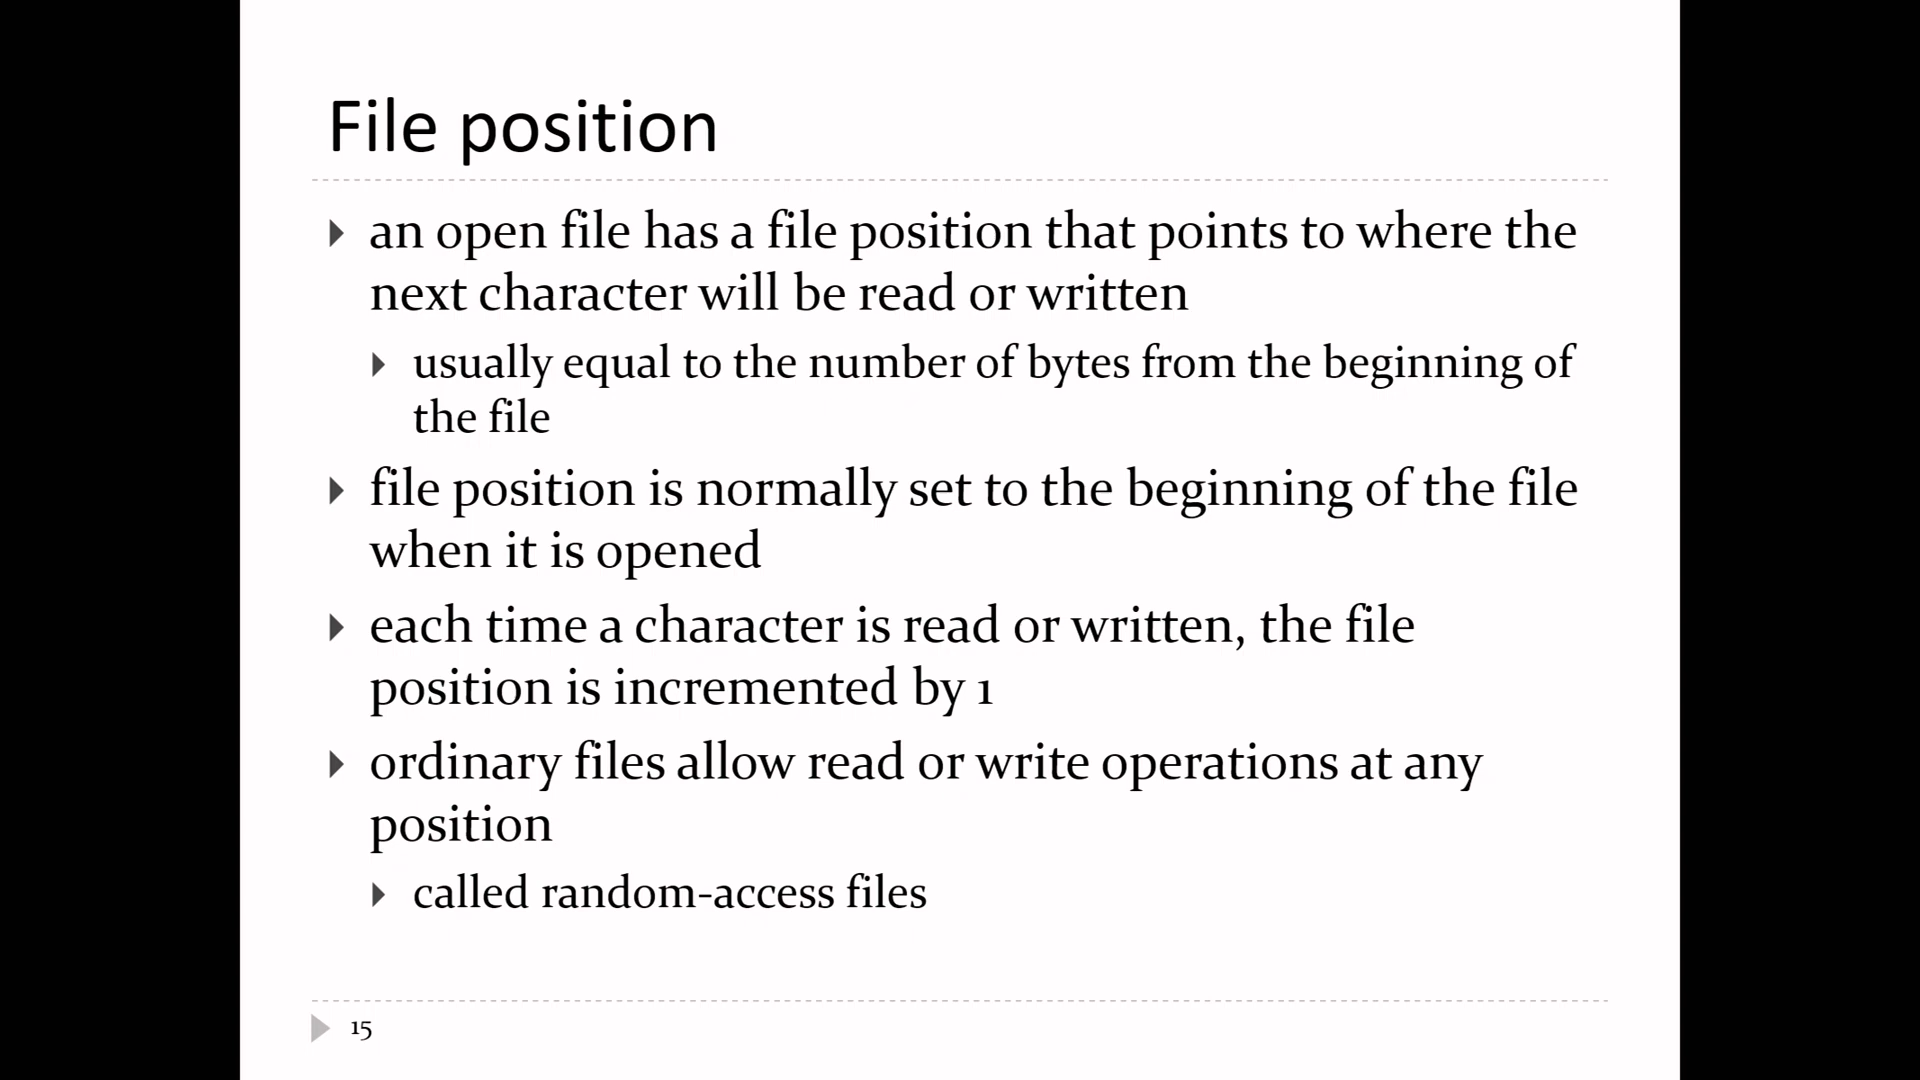 File position
an open file has a file position that points to where the
next character will be read or written
usually equal to the number of bytes from the beginning of
the file
file position is normally set to the beginning of the file
when it is opened
each time a character is read or written, the file
position is incremented by 1
ordinary files allow read or write operations at any
position
called random-access files
15